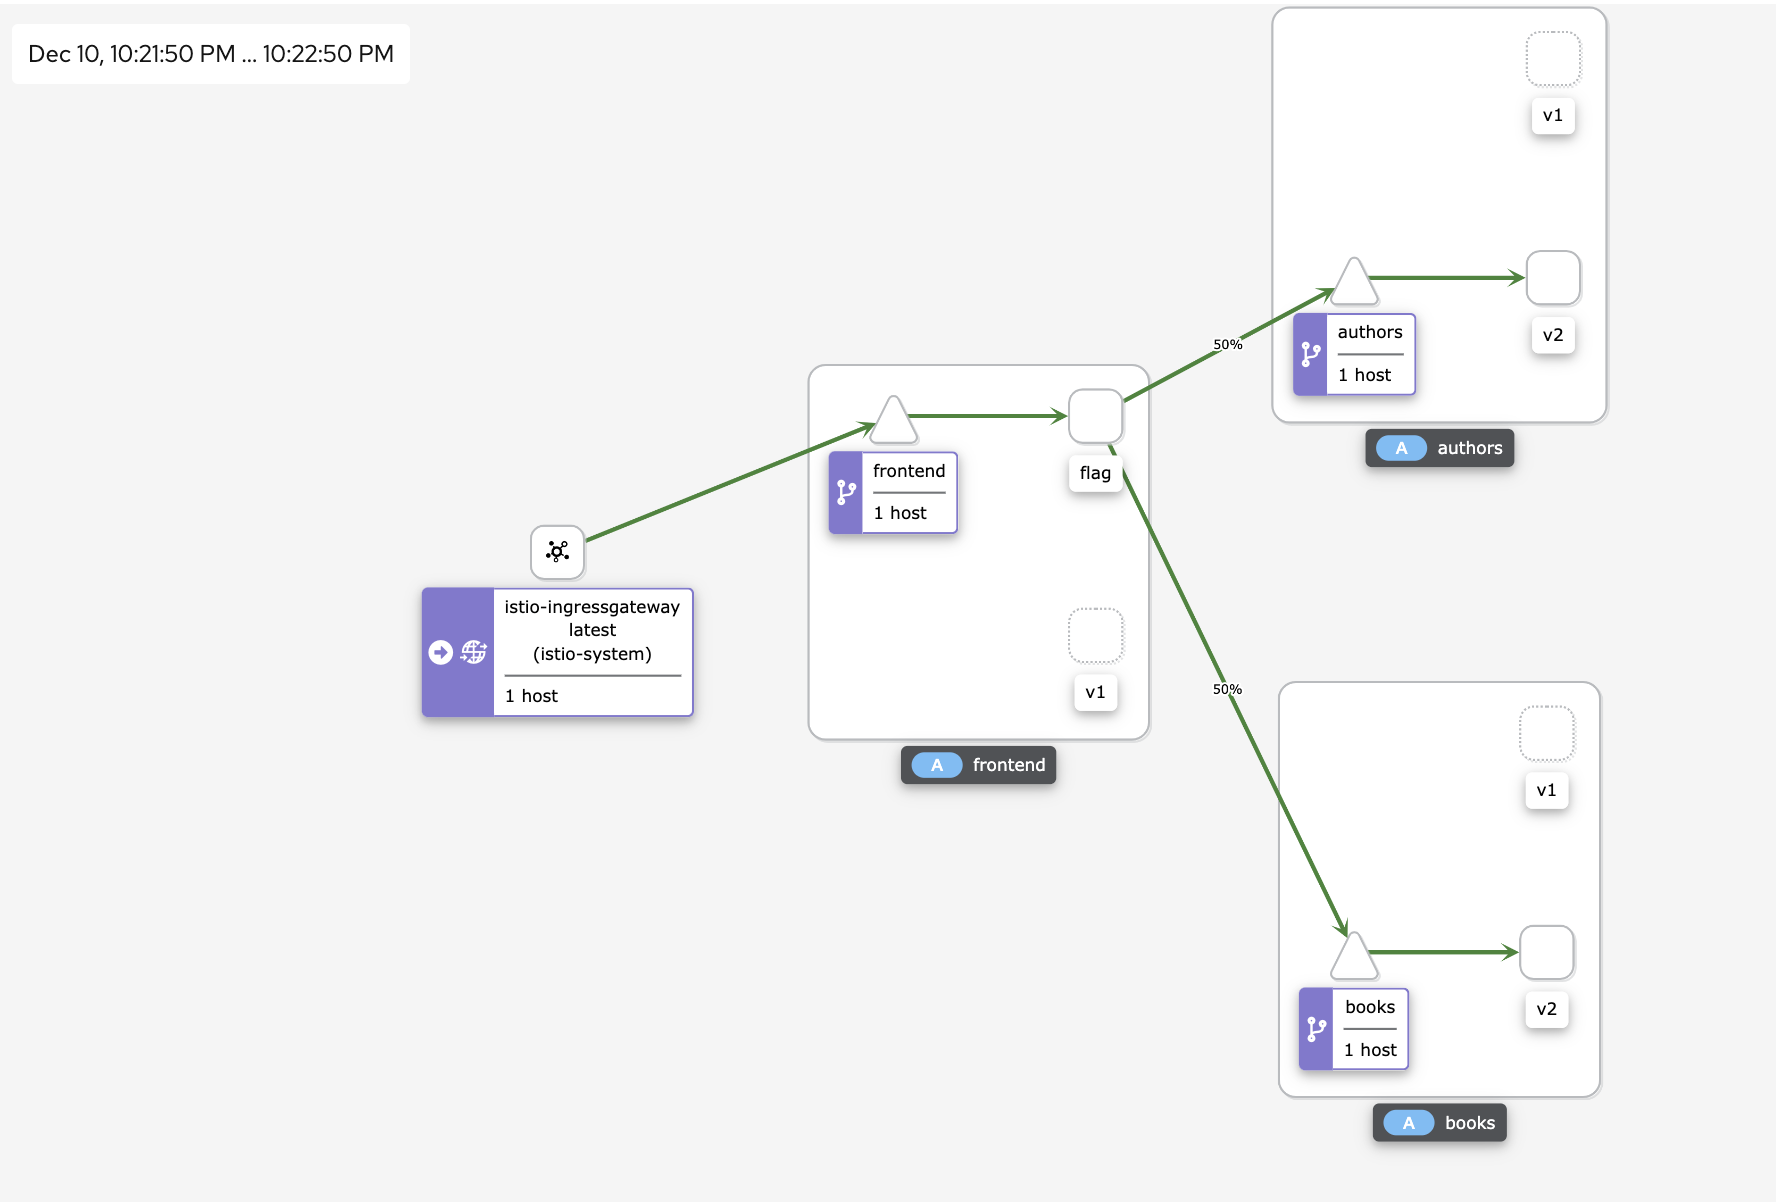 Dec 10, 10:21:50 PM ... 10:22:50 PM
v1
v2
authors
1 host
A authors
50%
frontend
1 host
flag
v1
A frontend
istio-ingressgateway
latest
(istio-system)
1 host
50%
v1
v2
books
1 host
A books